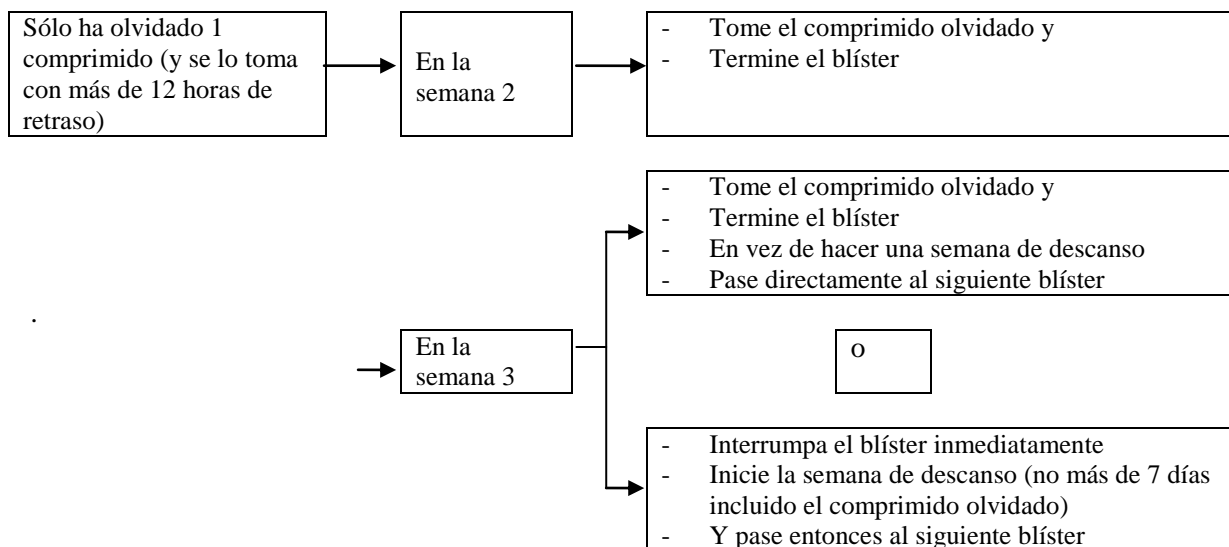 Sólo ha olvidado 1
comprimido (y se lo toma
con más de 12 horas de
retraso)
En la
semana 2
- Tome el comprimido olvidado y
- Termine el blíster
- Tome el comprimido olvidado y
- Termine el blíster
- En vez de hacer una semana de descanso
- Pase directamente al siguiente blíster
.
En la
semana 3
o
- Interrumpa el blíster inmediatamente
- Inicie la semana de descanso (no más de 7 días
incluido el comprimido olvidado)
- Y pase entonces al siguiente blíster